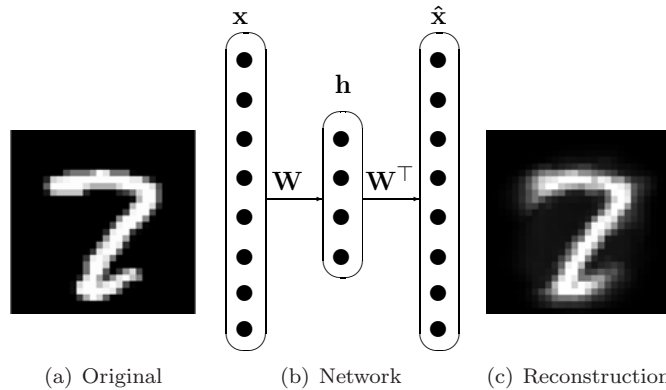 x
x̂
h
W
W⊤
(a) Original
(b) Network
(c) Reconstruction